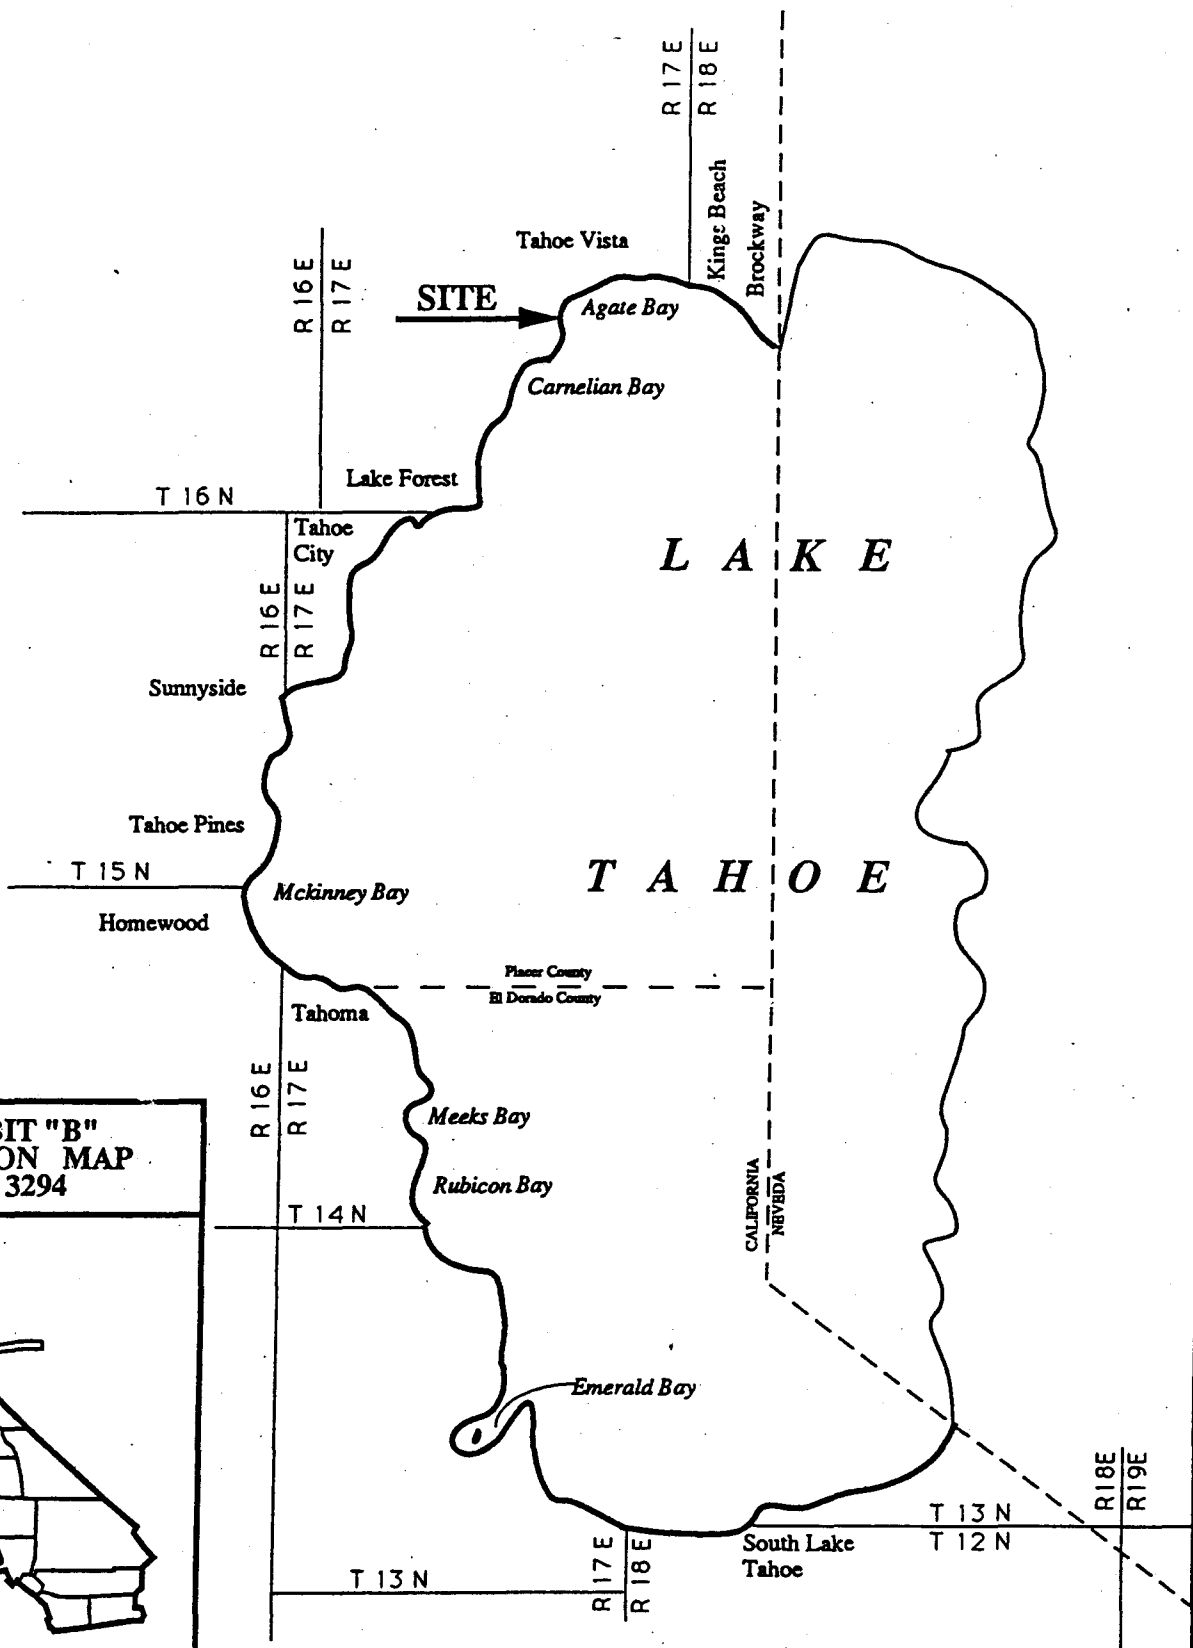 R 17 E
R 18 E
Kings Beach
Brockway
Tahoe Vista
R 16 E
R 17 E
SITE
Agate Bay
Carnelian Bay
Lake Forest
T 16 N
Tahoe
City
LAKE
R 16 E
R 17 E
Sunnyside
Tahoe Pines
T 15 N
TAHOE
Mckinney Bay
Homewood
Placer County
El Dorado County
Tahoma
R 16 E
R 17 E
Meeks Bay
BIT "B"
ON MAP
3294
Rubicon Bay
CALIFORNIA
NEVEDA
T 14 N
Emerald Bay
R18E
R19E
T 13 N
T 12 N
South Lake
Tahoe
R 17 E
R 18 E
T 13 N